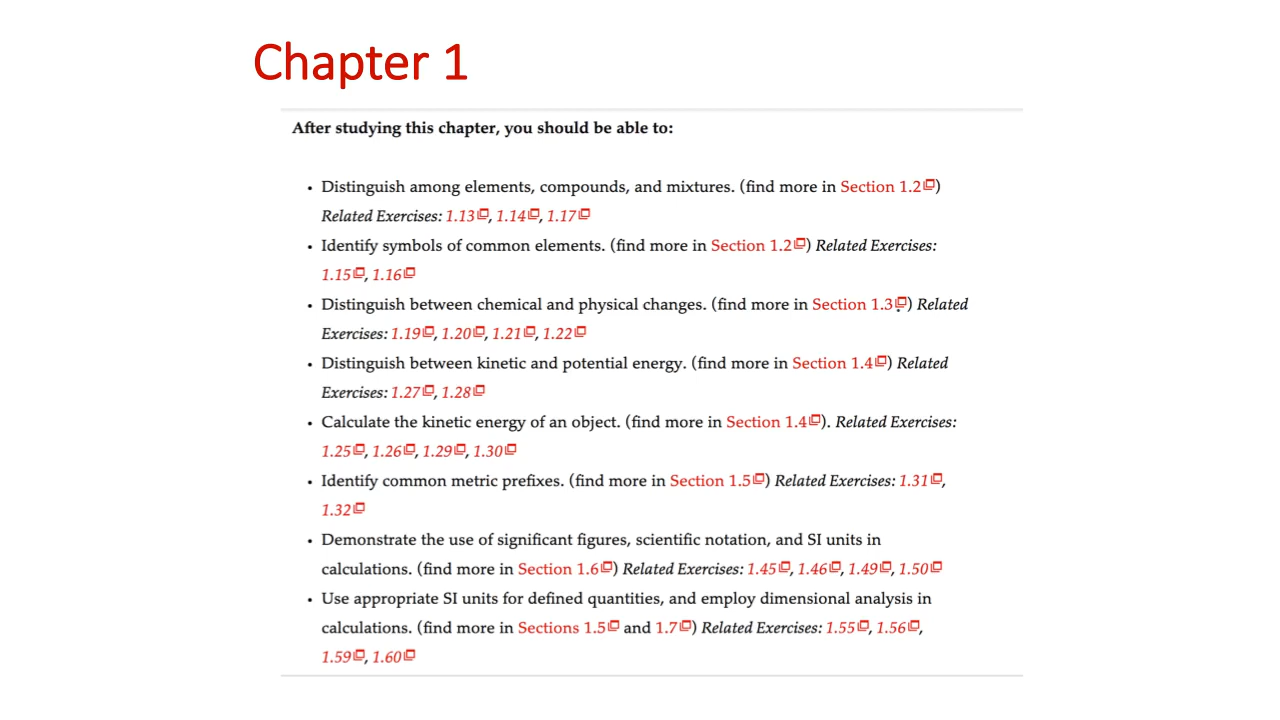 Chapter 1
After studying this chapter, you should be able to:
• Distinguish among elements, compounds, and mixtures. (find more in Section 1.2)
Related Exercises: 1.13, 1.14, 1.17
• Identify symbols of common elements. (find more in Section 1.2) Related Exercises:
1.15, 1.16
• Distinguish between chemical and physical changes. (find more in Section 1.3) Related
Exercises: 1.19, 1.20, 1.21, 1.22
• Distinguish between kinetic and potential energy. (find more in Section 1.4) Related
Exercises: 1.27, 1.28
• Calculate the kinetic energy of an object. (find more in Section 1.4). Related Exercises:
1.25, 1.26, 1.29, 1.30
• Identify common metric prefixes. (find more in Section 1.5) Related Exercises: 1.31,
1.32
• Demonstrate the use of significant figures, scientific notation, and SI units in
calculations. (find more in Section 1.6) Related Exercises: 1.45, 1.46, 1.49, 1.50
• Use appropriate SI units for defined quantities, and employ dimensional analysis in
calculations. (find more in Sections 1.5 and 1.7) Related Exercises: 1.55, 1.56,
1.59, 1.60